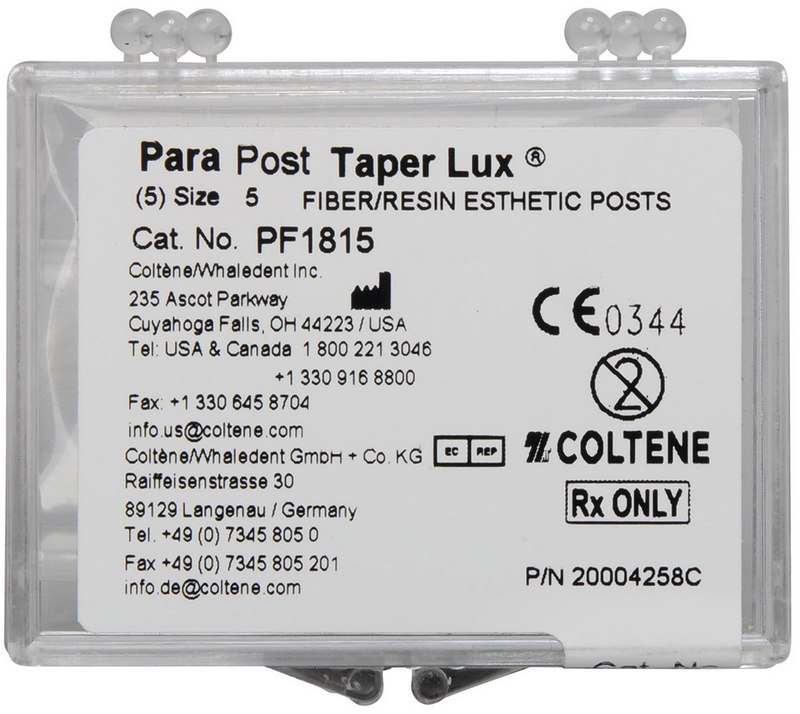 Para Post Taper Lux ®
(5) Size 5 FIBER/RESIN ESTHETIC POSTS
Cat. No. PF1815
Coltène/Whaledent Inc.
235 Ascot Parkway
Cuyahoga Falls, OH 44223 / USA
Tel: USA & Canada 1 800 221 3046
+1 330 916 8800
Fax: +1 330 645 8704
info.us@coltene.com
Coltène/Whaledent GmbH + Co. KG
EC REP
Raiffeisenstrasse 30
89129 Langenau / Germany
Tel. +49 (0) 7345 805 0
Fax +49 (0) 7345 805 201
info.de@coltene.com
CE 0344
2
COLTENE
Rx ONLY
P/N 20004258C
Cat. No.